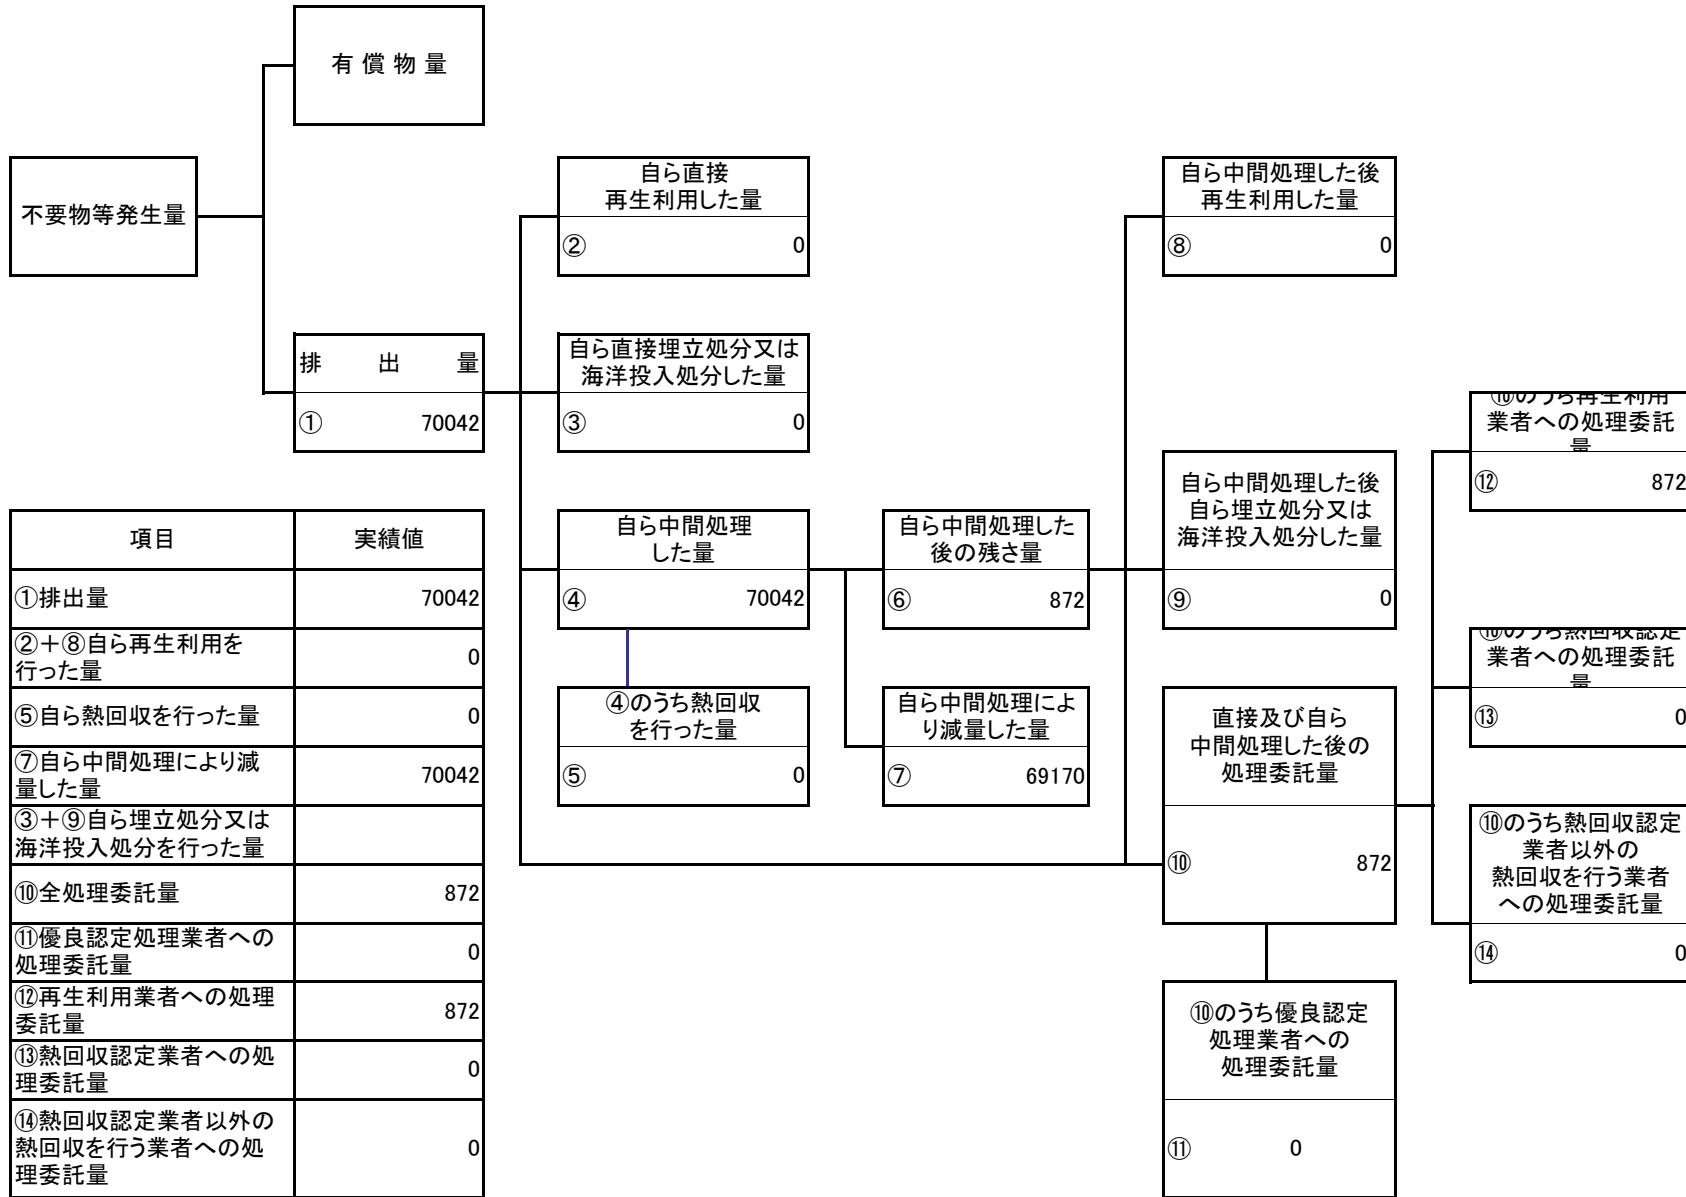 有 償 物 量
不要物等発生量
自ら直接
再生利用した量
② 0
自ら中間処理した後
再生利用した量
⑧ 0
排 出 量
① 70042
自ら直接埋立処分又は
海洋投入処分した量
③ 0
⑩のうち再生利用
業者への処理委託
量
⑫ 872
自ら中間処理した後
自ら埋立処分又は
海洋投入処分した量
⑨ 0
自ら中間処理
した量
④ 70042
自ら中間処理した
後の残さ量
⑥ 872
⑩のうち熱回収認定
業者への処理委託
量
⑬ 0
④のうち熱回収
を行った量
⑤ 0
自ら中間処理によ
り減量した量
⑦ 69170
直接及び自ら
中間処理した後の
処理委託量
⑩ 872
⑩のうち熱回収認定
業者以外の
熱回収を行う業者
への処理委託量
⑭ 0
⑩のうち優良認定
処理業者への
処理委託量
⑪ 0
項目 実績値
①排出量 70042
②＋⑧自ら再生利用を
行った量 0
⑤自ら熱回収を行った量 0
⑦自ら中間処理により減
量した量 70042
③＋⑨自ら埋立処分又は
海洋投入処分を行った量
⑩全処理委託量 872
⑪優良認定処理業者への
処理委託量 0
⑫再生利用業者への処理
委託量 872
⑬熱回収認定業者への処
理委託量 0
⑭熱回収認定業者以外の
熱回収を行う業者への処
理委託量 0